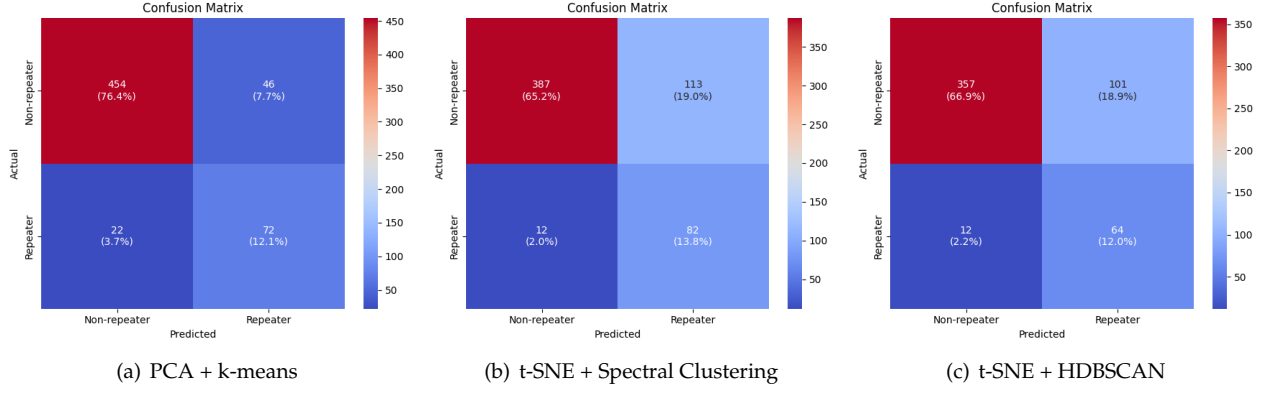 Confusion Matrix
Non-repeater
Repeater
Actual
454
(76.4%)
46
(7.7%)
22
(3.7%)
72
(12.1%)
Non-repeater
Repeater
Predicted
450
400
350
300
250
200
150
100
50
(a) PCA + k-means
Confusion Matrix
Non-repeater
Repeater
Actual
387
(65.2%)
113
(19.0%)
12
(2.0%)
82
(13.8%)
Non-repeater
Repeater
Predicted
350
300
250
200
150
100
50
(b) t-SNE + Spectral Clustering
Confusion Matrix
Non-repeater
Repeater
Actual
357
(66.9%)
101
(18.9%)
12
(2.2%)
64
(12.0%)
Non-repeater
Repeater
Predicted
350
300
250
200
150
100
50
(c) t-SNE + HDBSCAN